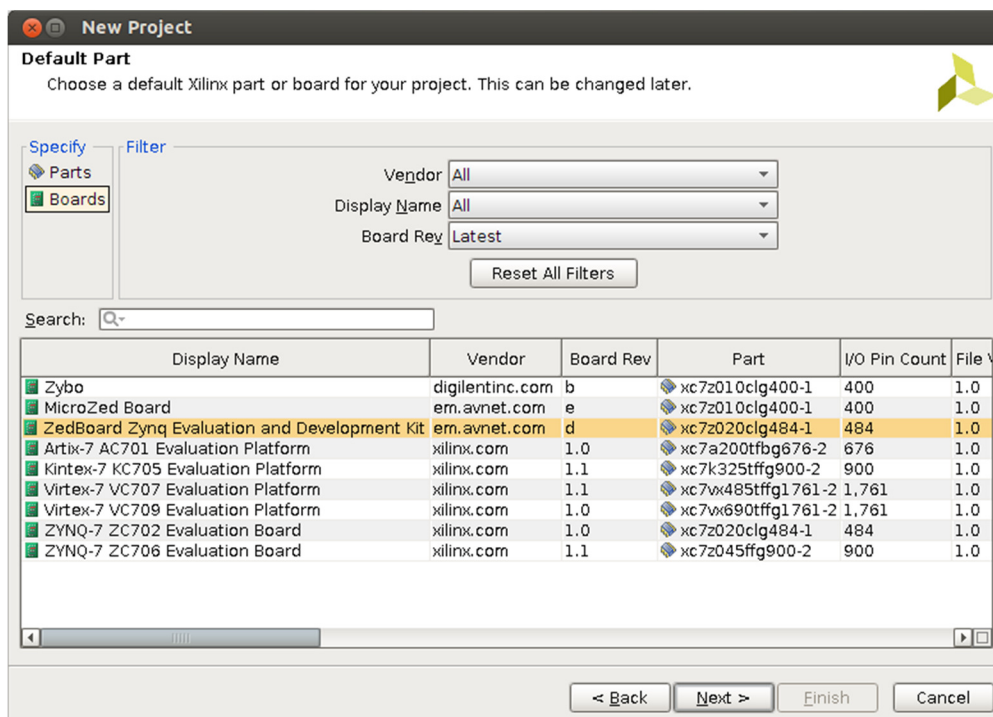 New Project
Default Part
Choose a default Xilinx part or board for your project. This can be changed later.
Specify
Filter
Parts
Boards
Vendor All
Display Name All
Board Rev Latest
Reset All Filters
Search:
Display Name Vendor Board Rev Part I/O Pin Count File
Zybo digilentinc.com b xc7z010clg400-1 400 1.0
MicroZed Board em.avnet.com e xc7z010clg400-1 400 1.0
ZedBoard Zynq Evaluation and Development Kit em.avnet.com d xc7z020clg484-1 484 1.0
Artix-7 AC701 Evaluation Platform xilinx.com 1.0 xc7a200tfbg676-2 676 1.0
Kintex-7 KC705 Evaluation Platform xilinx.com 1.1 xc7k325tffg900-2 900 1.0
Virtex-7 VC707 Evaluation Platform xilinx.com 1.1 xc7vx485tffg1761-2 1,761 1.0
Virtex-7 VC709 Evaluation Platform xilinx.com 1.0 xc7vx690tffg1761-2 1,761 1.0
ZYNQ-7 ZC702 Evaluation Board xilinx.com 1.0 xc7z020clg484-1 484 1.0
ZYNQ-7 ZC706 Evaluation Board xilinx.com 1.1 xc7z045ffg900-2 900 1.0
< Back Next > Finish Cancel